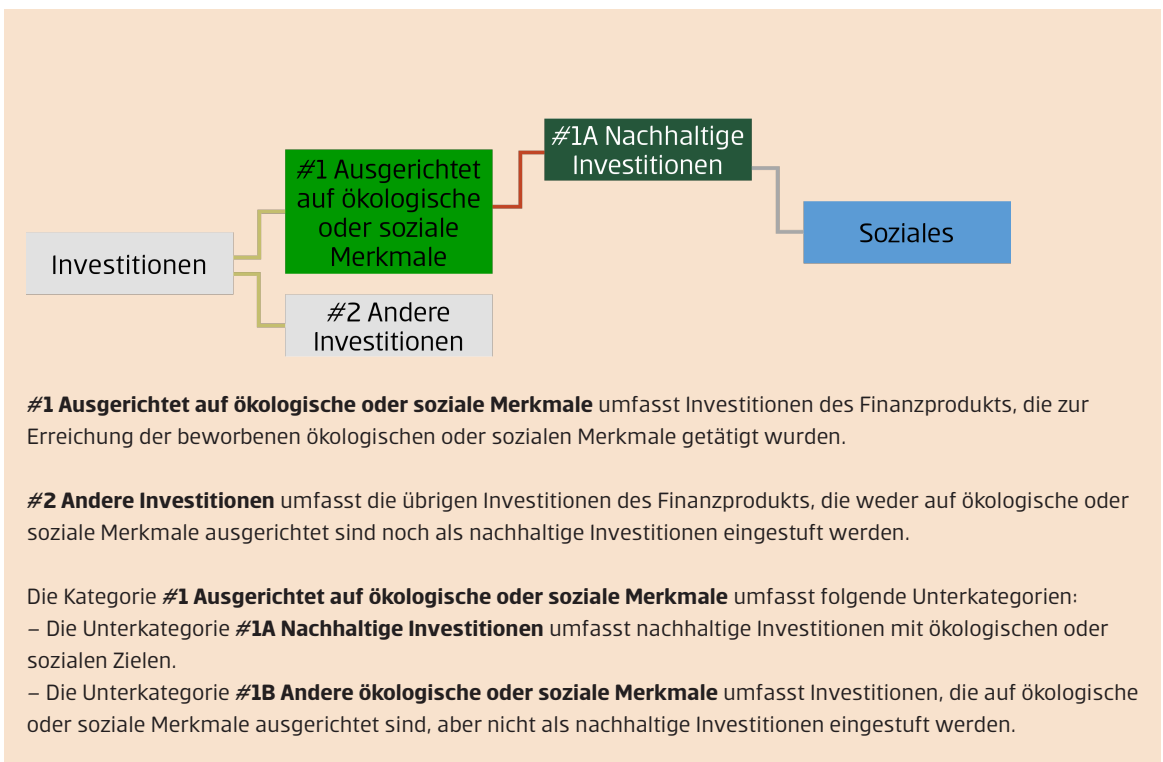 #1A Nachhaltige
Investitionen
#1 Ausgerichtet
auf ökologische
oder soziale
Merkmale
Soziales
Investitionen
#2 Andere
Investitionen
#1 Ausgerichtet auf ökologische oder soziale Merkmale umfasst Investitionen des Finanzprodukts, die zur
Erreichung der beworbenen ökologischen oder sozialen Merkmale getätigt wurden.
#2 Andere Investitionen umfasst die übrigen Investitionen des Finanzprodukts, die weder auf ökologische oder
soziale Merkmale ausgerichtet sind noch als nachhaltige Investitionen eingestuft werden.
Die Kategorie #1 Ausgerichtet auf ökologische oder soziale Merkmale umfasst folgende Unterkategorien:
– Die Unterkategorie #1A Nachhaltige Investitionen umfasst nachhaltige Investitionen mit ökologischen oder
sozialen Zielen.
– Die Unterkategorie #1B Andere ökologische oder soziale Merkmale umfasst Investitionen, die auf ökologische
oder soziale Merkmale ausgerichtet sind, aber nicht als nachhaltige Investitionen eingestuft werden.